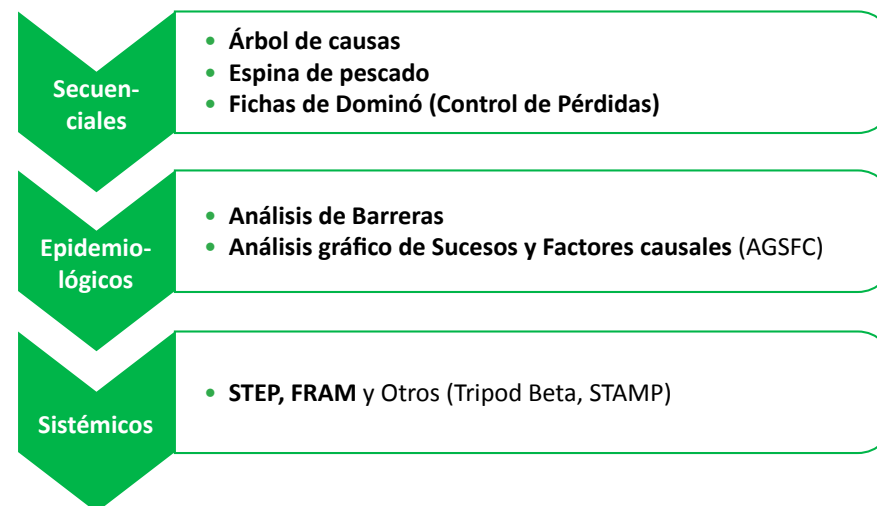 Secuen-
ciales
• Árbol de causas
• Espina de pescado
• Fichas de Dominó (Control de Pérdidas)
Epidemio-
lógicos
• Análisis de Barreras
• Análisis gráfico de Sucesos y Factores causales (AGSFC)
Sistémicos
• STEP, FRAM y Otros (Tripod Beta, STAMP)